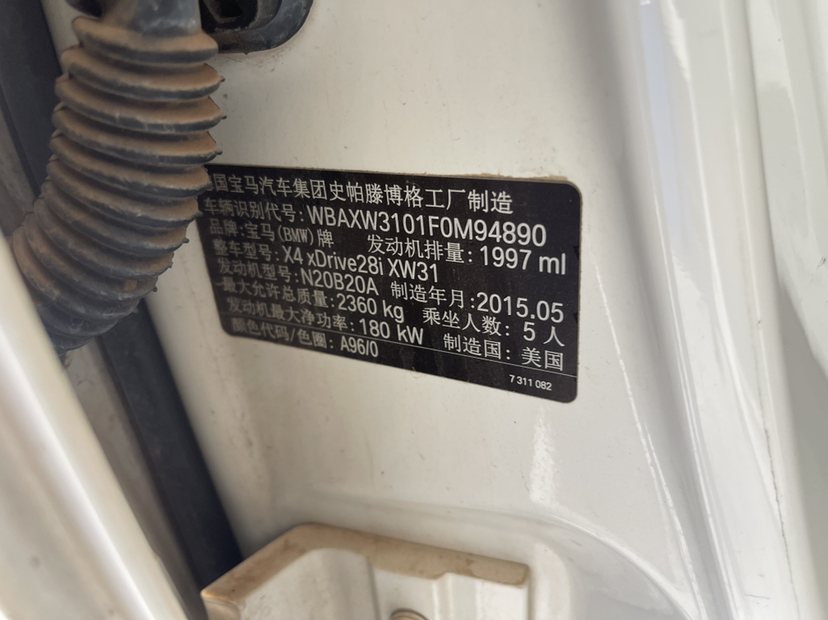 国宝马汽车集团史帕滕博格工厂制造
车辆识别代号: WBAXW3101F0M94890
品牌: 宝马(BMW)牌 发动机排量: 1997 ml
整车型号: X4 xDrive28i XW31
发动机型号: N20B20A 制造年月: 2015.05
最大允许总质量: 2360 kg 乘坐人数: 5 人
发动机最大净功率: 180 kW 制造国: 美国
颜色代码/色圈: A96/0
7 311 082